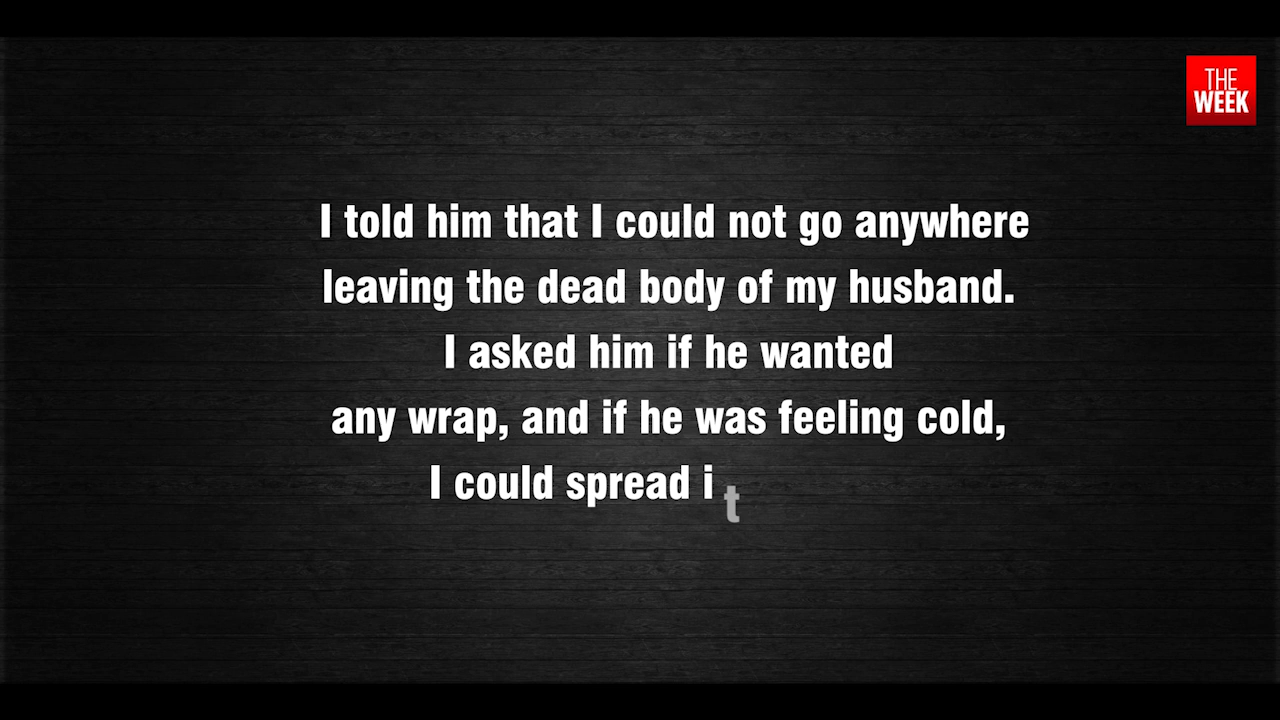 THE
WEEK
I told him that I could not go anywhere
leaving the dead body of my husband.
I asked him if he wanted
any wrap, and if he was feeling cold,
I could spread it